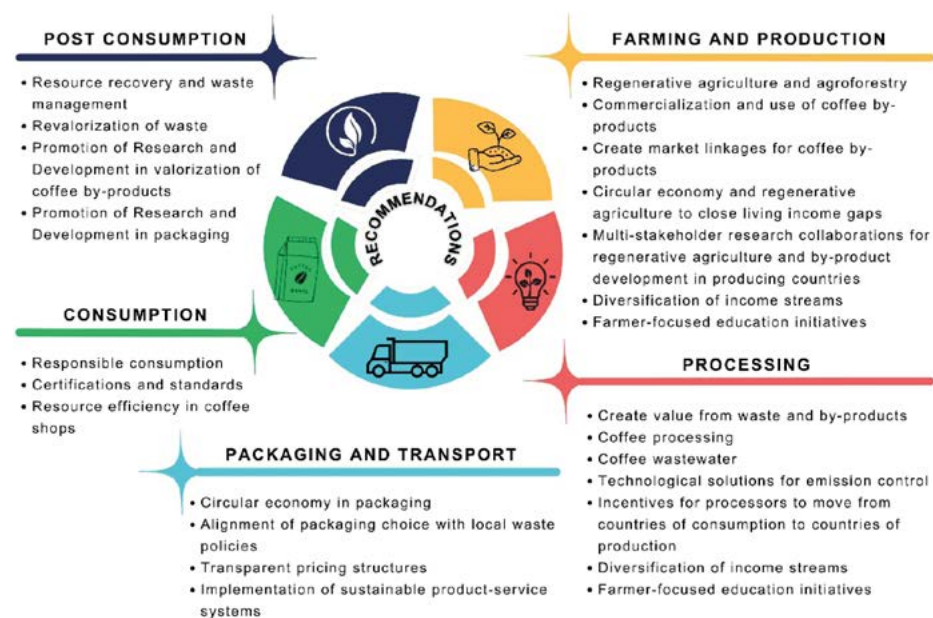 POST CONSUMPTION
• Resource recovery and waste
management
• Revalorization of waste
• Promotion of Research and
Development in valorization of
coffee by-products
• Promotion of Research and
Development in packaging
FARMING AND PRODUCTION
• Regenerative agriculture and agroforestry
• Commercialization and use of coffee by-
products
• Create market linkages for coffee by-
products
• Circular economy and regenerative
agriculture to close living income gaps
• Multi-stakeholder research collaborations for
regenerative agriculture and by-product
development in producing countries
• Diversification of income streams
• Farmer-focused education initiatives
RECOMMENDATIONS
CONSUMPTION
• Responsible consumption
• Certifications and standards
• Resource efficiency in coffee
shops
PROCESSING
• Create value from waste and by-products
• Coffee processing
• Coffee wastewater
• Technological solutions for emission control
• Incentives for processors to move from
countries of consumption to countries of
production
• Diversification of income streams
• Farmer-focused education initiatives
PACKAGING AND TRANSPORT
• Circular economy in packaging
• Alignment of packaging choice with local waste
policies
• Transparent pricing structures
• Implementation of sustainable product-service
systems